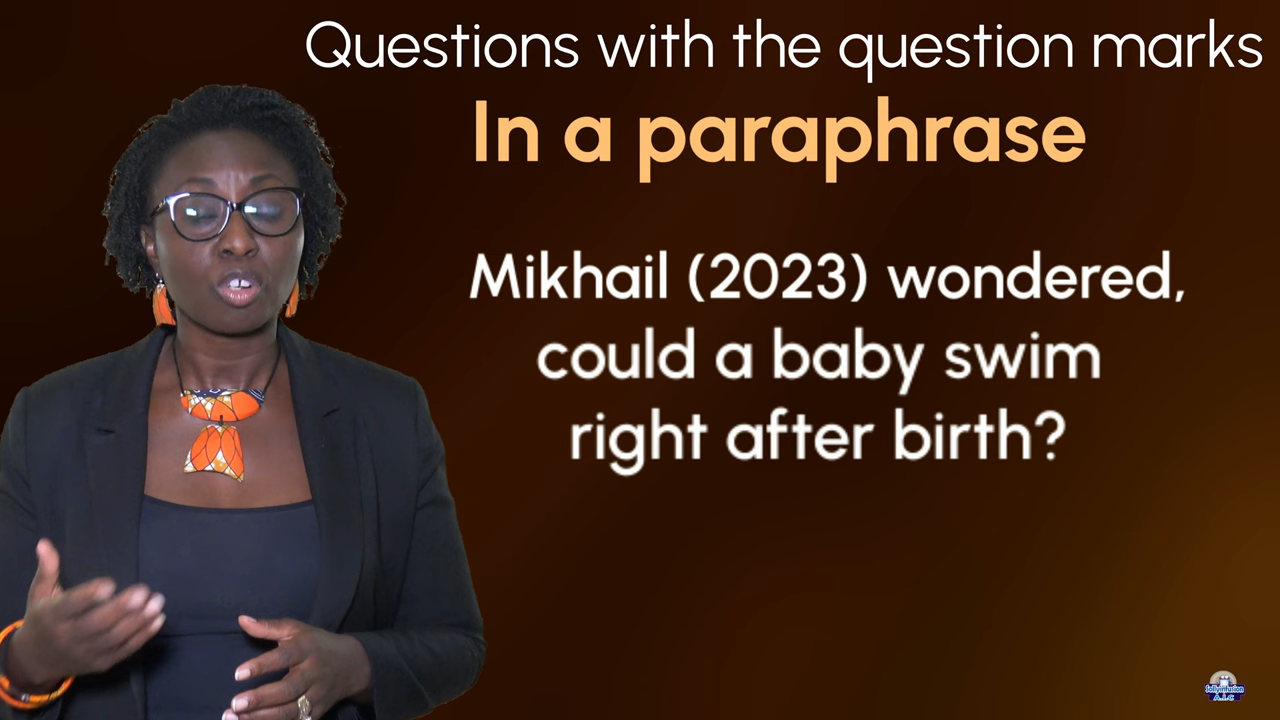 Questions with the question marks
In a paraphrase
Mikhail (2023) wondered,
could a baby swim
right after birth?